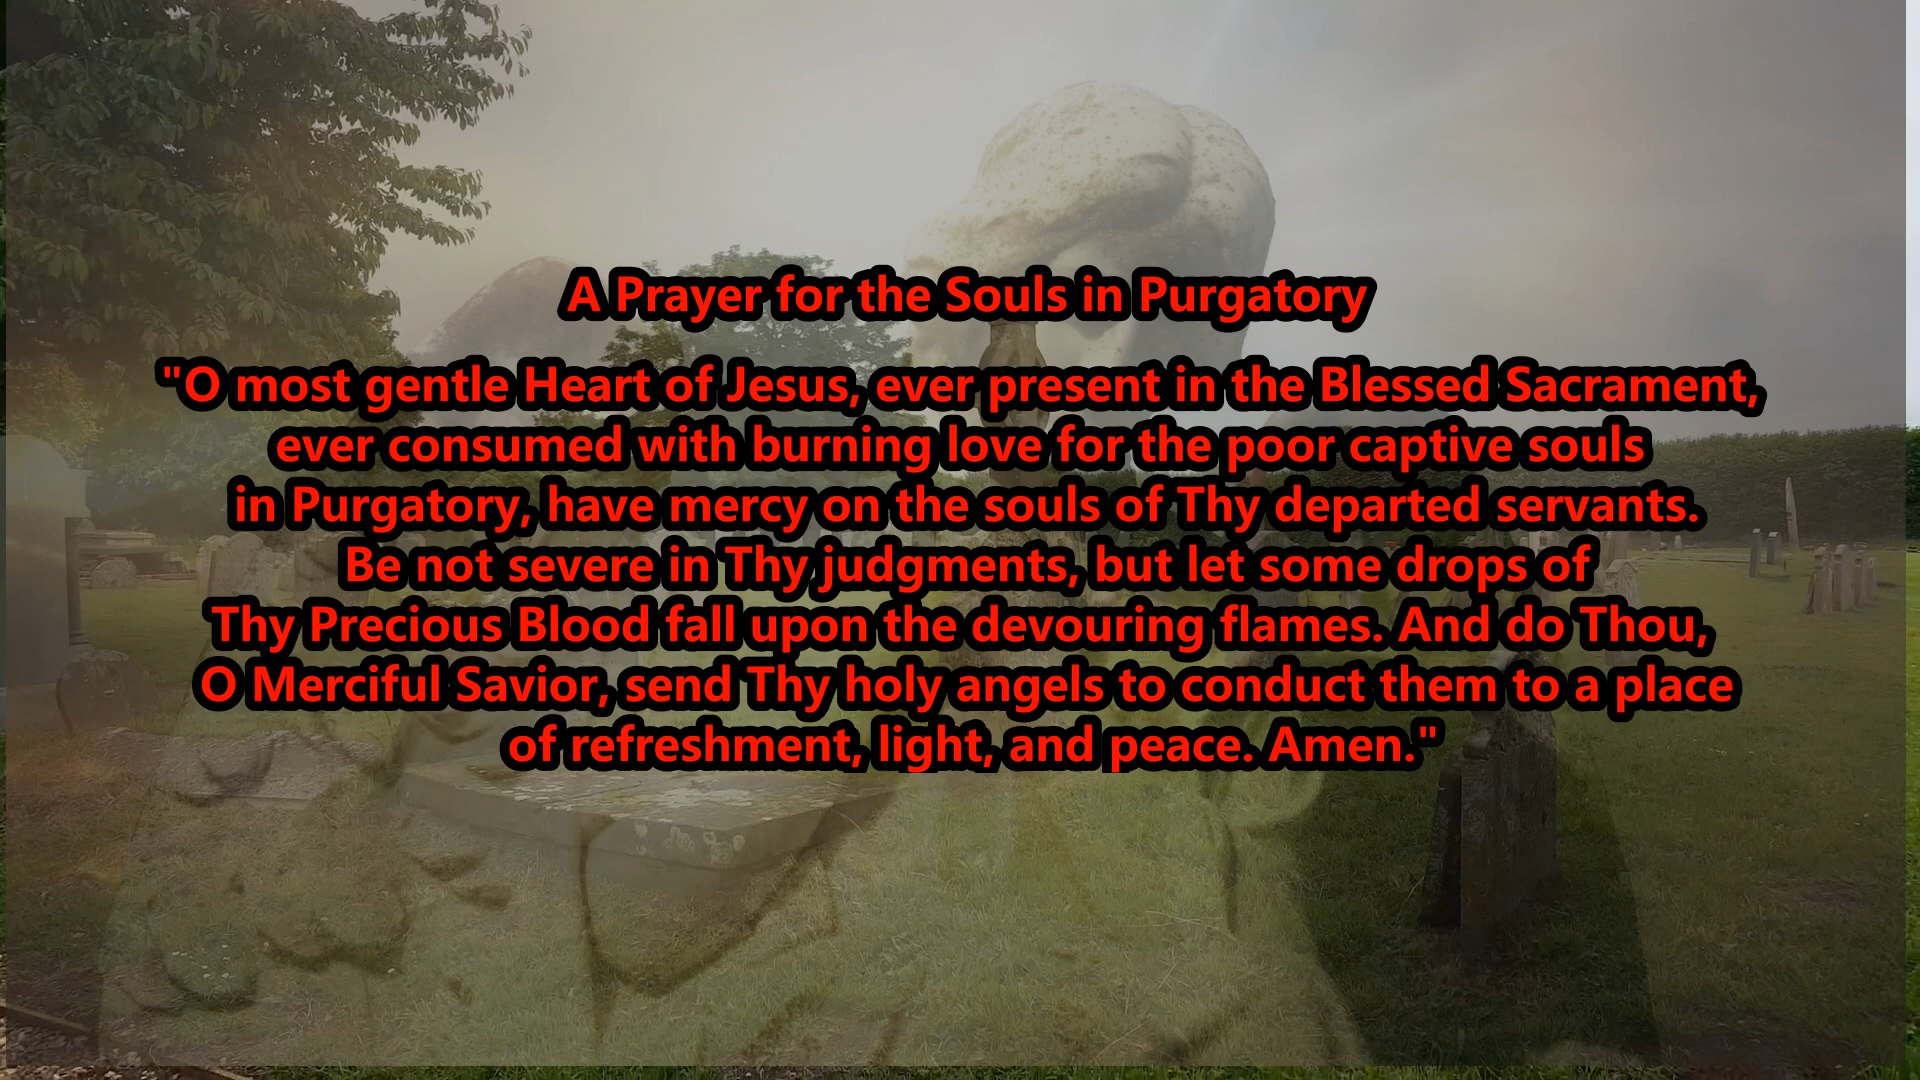 A Prayer for the Souls in Purgatory
"O most gentle Heart of Jesus, ever present in the Blessed Sacrament,
ever consumed with burning love for the poor captive souls
in Purgatory, have mercy on the souls of Thy departed servants.
Be not severe in Thy judgments, but let some drops of
Thy Precious Blood fall upon the devouring flames. And do Thou,
O Merciful Savior, send Thy holy angels to conduct them to a place
of refreshment, light, and peace. Amen."